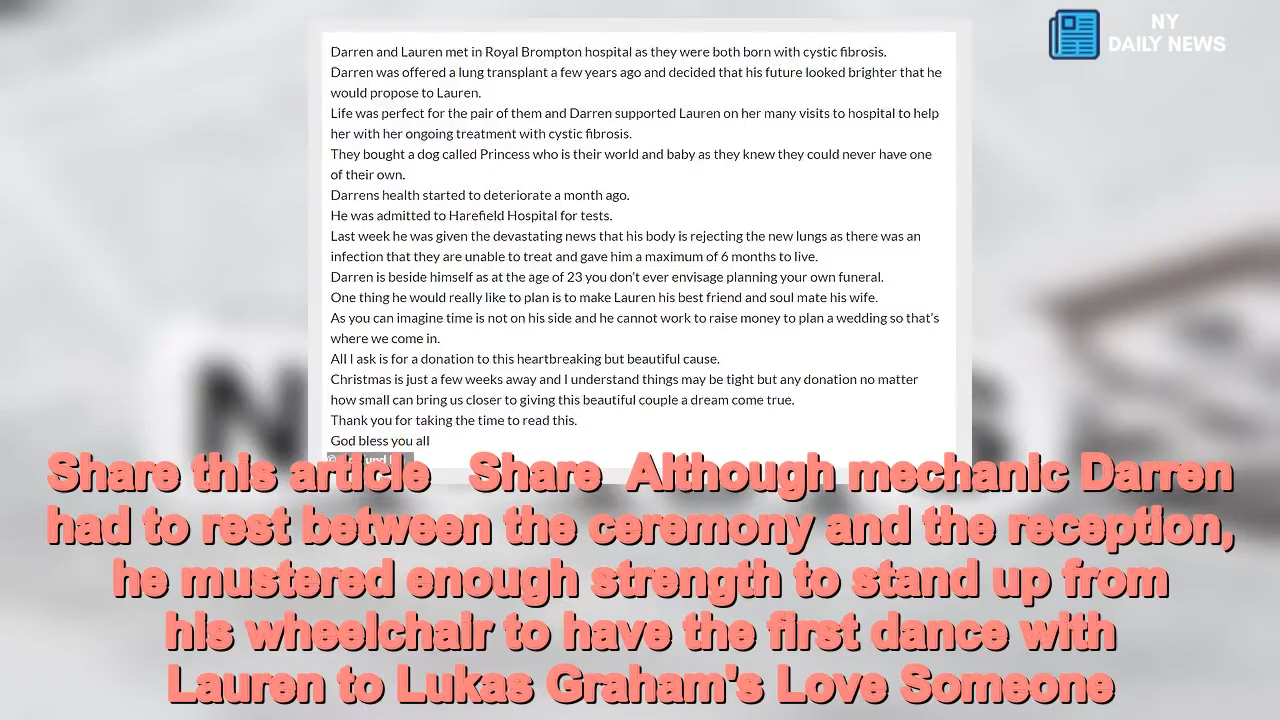 NY
DAILY NEWS
Darren and Lauren met in Royal Brompton hospital as they were both born with cystic fibrosis.
Darren was offered a lung transplant a few years ago and decided that his future looked brighter that he
would propose to Lauren.
Life was perfect for the pair of them and Darren supported Lauren on her many visits to hospital to help
her with her ongoing treatment with cystic fibrosis.
They bought a dog called Princess who is their world and baby as they knew they could never have one
of their own.
Darrens health started to deteriorate a month ago.
He was admitted to Harefield Hospital for tests.
Last week he was given the devastating news that his body is rejecting the new lungs as there was an
infection that they are unable to treat and gave him a maximum of 6 months to live.
Darren is beside himself as at the age of 23 you don't ever envisage planning your own funeral.
One thing he would really like to plan is to make Lauren his best friend and soul mate his wife.
As you can imagine time is not on his side and he cannot work to raise money to plan a wedding so that's
where we come in.
All I ask is for a donation to this heartbreaking but beautiful cause.
Christmas is just a few weeks away and I understand things may be tight but any donation no matter
how small can bring us closer to giving this beautiful couple a dream come true.
Thank you for taking the time to read this.
God bless you all
Share this article Share Although mechanic Darren
had to rest between the ceremony and the reception,
he mustered enough strength to stand up from
his wheelchair to have the first dance with
Lauren to Lukas Graham's Love Someone